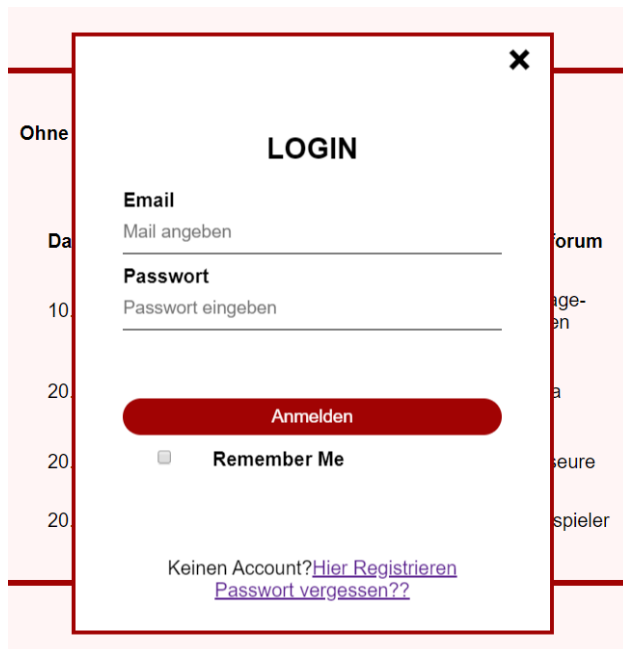 LOGIN
Ohne
Email
Mail angeben
Da
forum
Passwort
Passwort eingeben
10.
age-
en
20.
a
Anmelden
20.
Remember Me
seure
20.
spieler
Keinen Account?Hier Registrieren
Passwort vergessen??